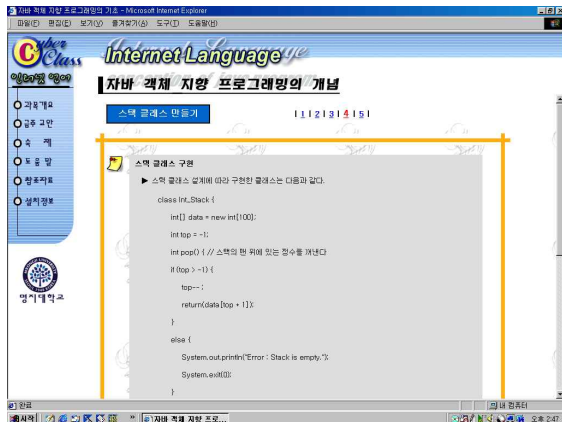 자바 객체 지향 프로그래밍의 기초 - Microsoft Internet Explorer
파일(F) 편집(E) 보기(V) 즐겨찾기(A) 도구(T) 도움말(H)
Cyber Class
인터넷 언어
Internet Language
자바 객체 지향 프로그래밍의 개념
과목개요
금주 교안
숙 제
도 움 말
참조자료
설치정보
명지대학교
스택 클래스 만들기
| 1 | 2 | 3 | 4 | 5 |
스택 클래스 구현
▶ 스택 클래스 설계에 따라 구현한 클래스는 다음과 같다.
class Int_Stack {
int[] data = new int[100];
int top = -1;
int pop() { // 스택의 맨 위에 있는 정수를 꺼낸다
if (top > -1) {
top-- ;
return(data[top + 1]);
}
else {
System.out.println("Error : Stack is empty.");
System.exit(0);
}
완료
내 컴퓨터
시작
자바 객체 지향 프로...
오후 2:47